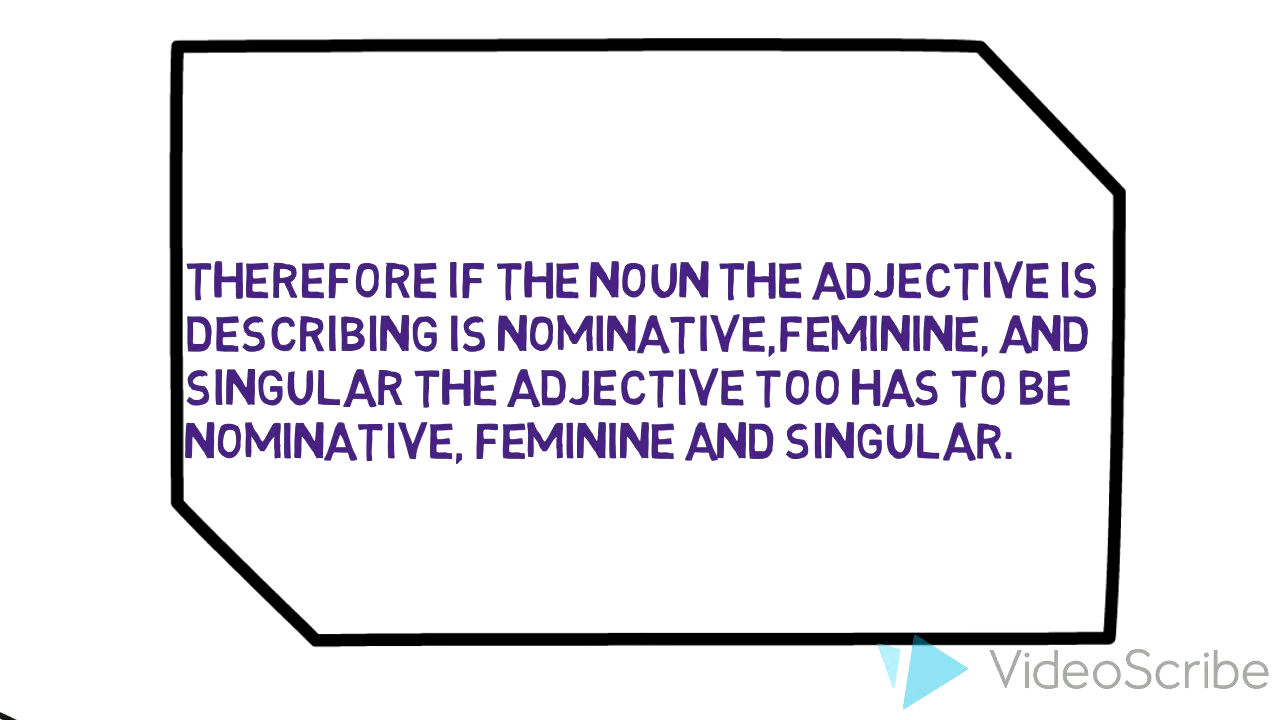 THEREFORE IF THE NOUN THE ADJECTIVE IS
DESCRIBING IS NOMINATIVE,FEMININE, AND
SINGULAR THE ADJECTIVE TOO HAS TO BE
NOMINATIVE, FEMININE AND SINGULAR.
VideoScribe